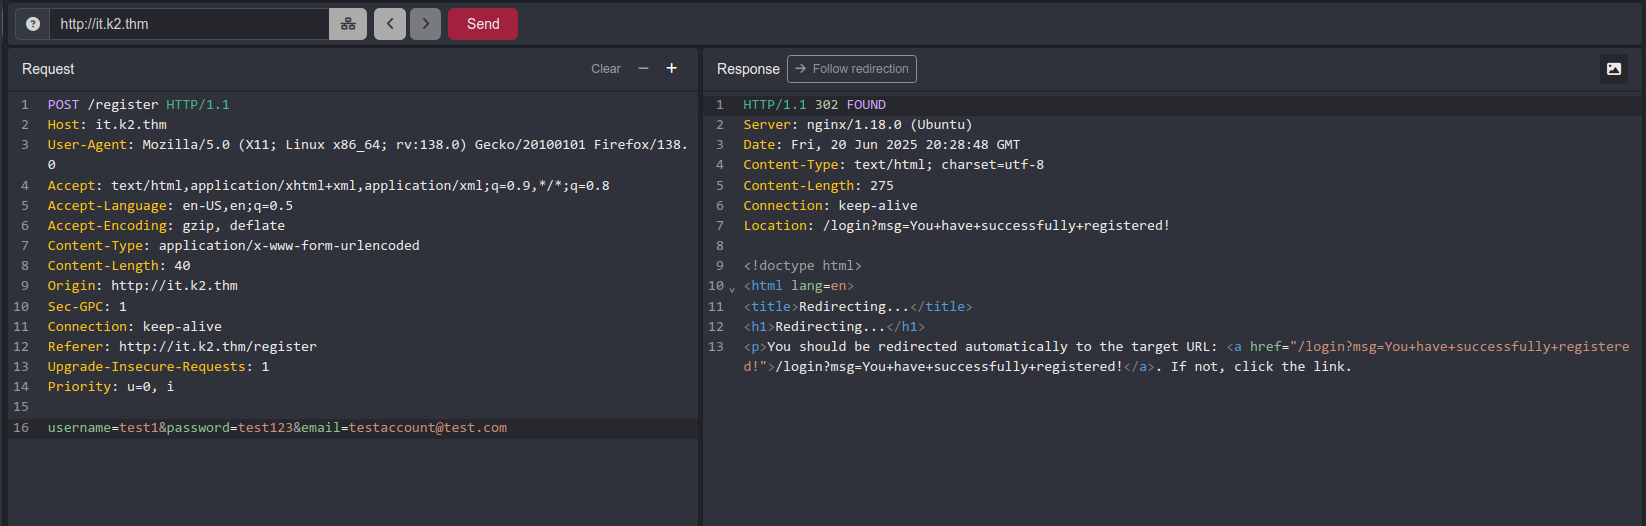 http://it.k2.thm
Send
Request
Clear
Response
Follow redirection
1 POST /register HTTP/1.1
2 Host: it.k2.thm
3 User-Agent: Mozilla/5.0 (X11; Linux x86_64; rv:138.0) Gecko/20100101 Firefox/138.
0
4 Accept: text/html,application/xhtml+xml,application/xml;q=0.9,*/*;q=0.8
5 Accept-Language: en-US,en;q=0.5
6 Accept-Encoding: gzip, deflate
7 Content-Type: application/x-www-form-urlencoded
8 Content-Length: 40
9 Origin: http://it.k2.thm
10 Sec-GPC: 1
11 Connection: keep-alive
12 Referer: http://it.k2.thm/register
13 Upgrade-Insecure-Requests: 1
14 Priority: u=0, i
15
16 username=test1&password=test123&email=testaccount@test.com
1 HTTP/1.1 302 FOUND
2 Server: nginx/1.18.0 (Ubuntu)
3 Date: Fri, 20 Jun 2025 20:28:48 GMT
4 Content-Type: text/html; charset=utf-8
5 Content-Length: 275
6 Connection: keep-alive
7 Location: /login?msg=You+have+successfully+registered!
8
9 <!doctype html>
10 <html lang=en>
11 <title>Redirecting...</title>
12 <h1>Redirecting...</h1>
13 <p>You should be redirected automatically to the target URL: <a href="/login?msg=You+have+successfully+registere
d!">/login?msg=You+have+successfully+registered!</a>. If not, click the link.